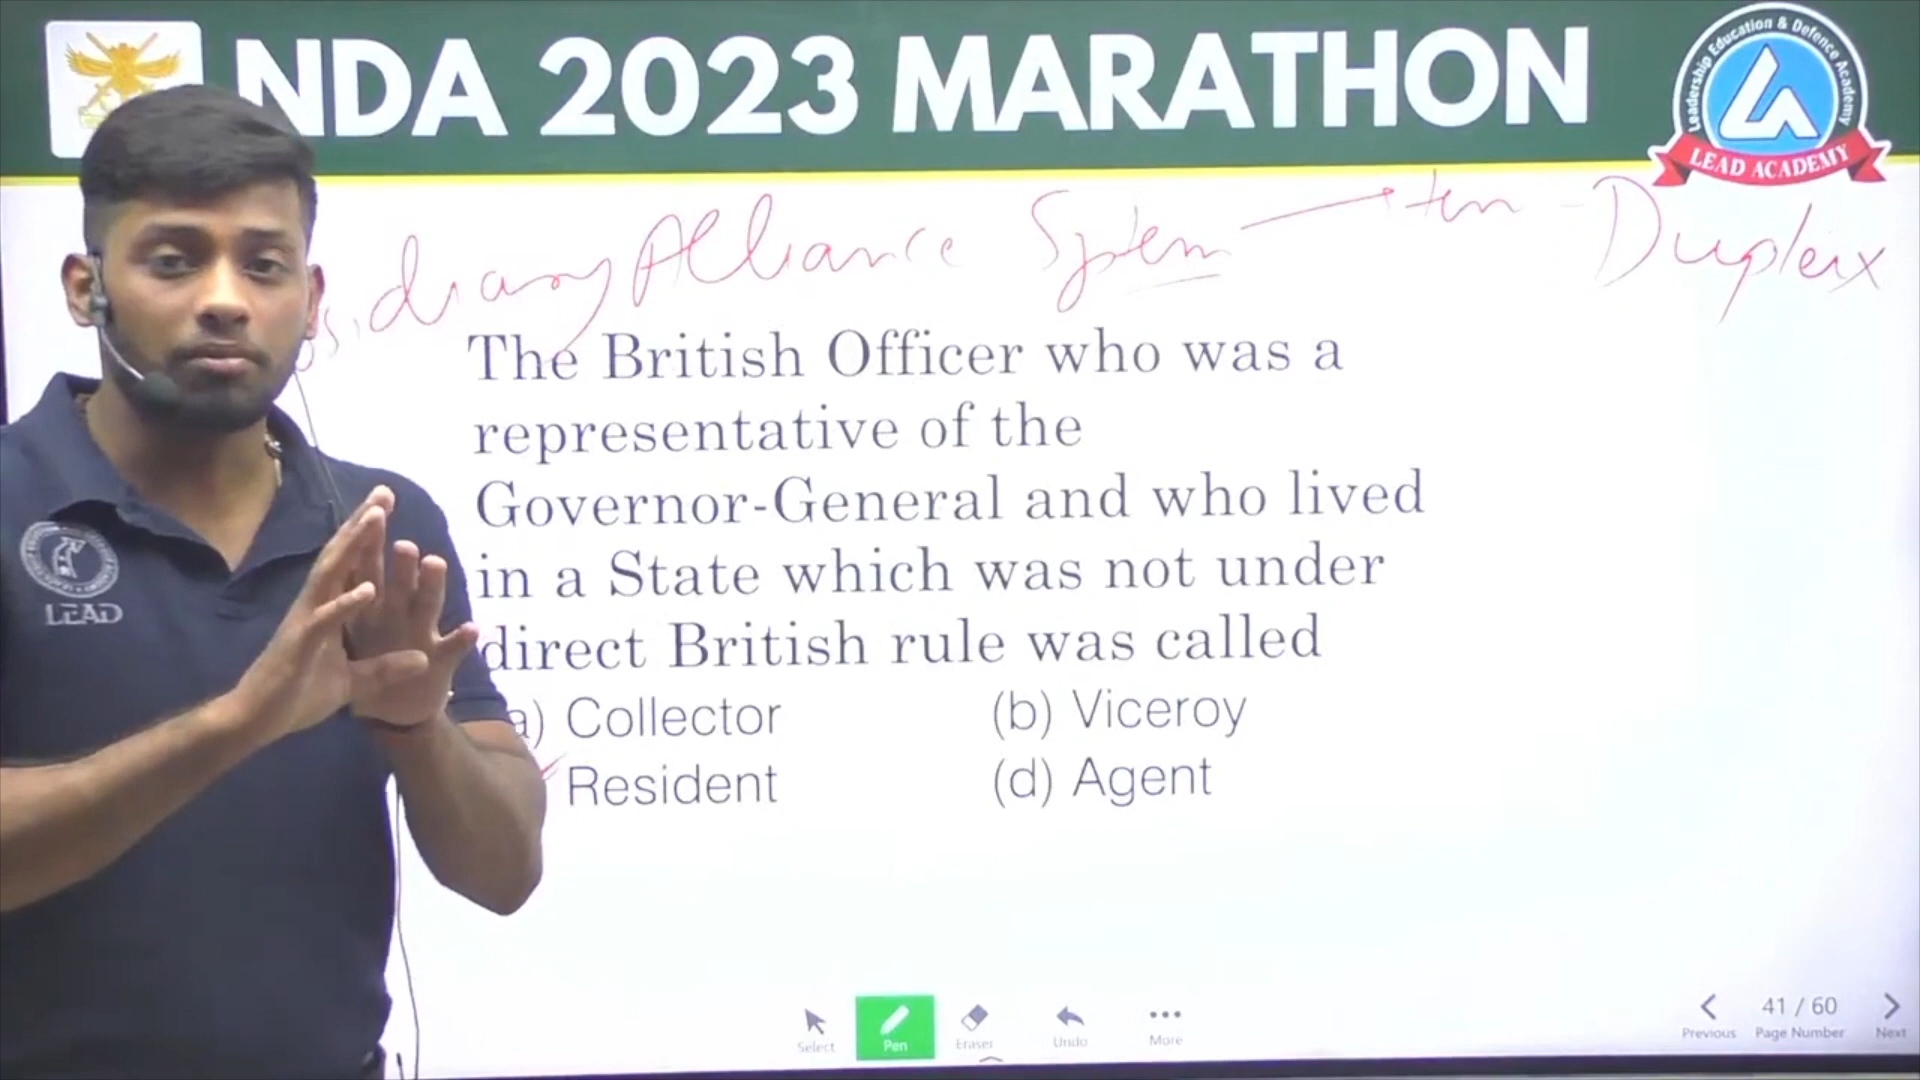 NDA 2023 MARATHON
Leadership Education & Defence Academy
LEAD ACADEMY
Alliance System term - Dupleix
The British Officer who was a
representative of the
Governor-General and who lived
in a State which was not under
direct British rule was called
a) Collector (b) Viceroy
Resident (d) Agent
LEAD
Select Pen Eraser Undo More
41 / 60
Previous Page Number Next